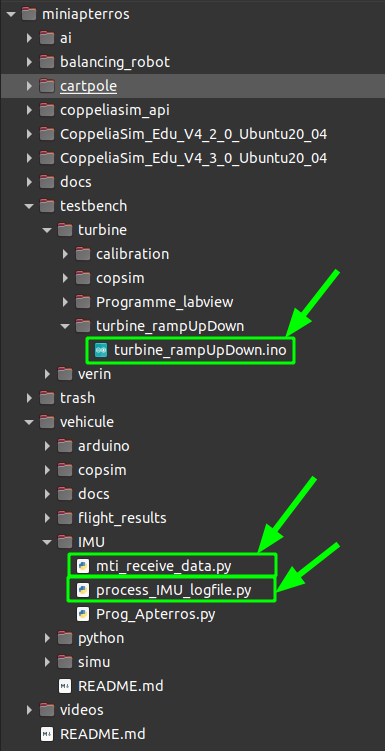 miniapterros
ai
balancing_robot
cartpole
coppeliasim_api
CoppeliaSim_Edu_V4_2_0_Ubuntu20_04
CoppeliaSim_Edu_V4_3_0_Ubuntu20_04
docs
testbench
turbine
calibration
copsim
Programme_labview
turbine_rampUpDown
turbine_rampUpDown.ino
verin
trash
vehicule
arduino
copsim
docs
flight_results
IMU
mti_receive_data.py
process_IMU_logfile.py
Prog_Apterros.py
python
simu
README.md
videos
README.md